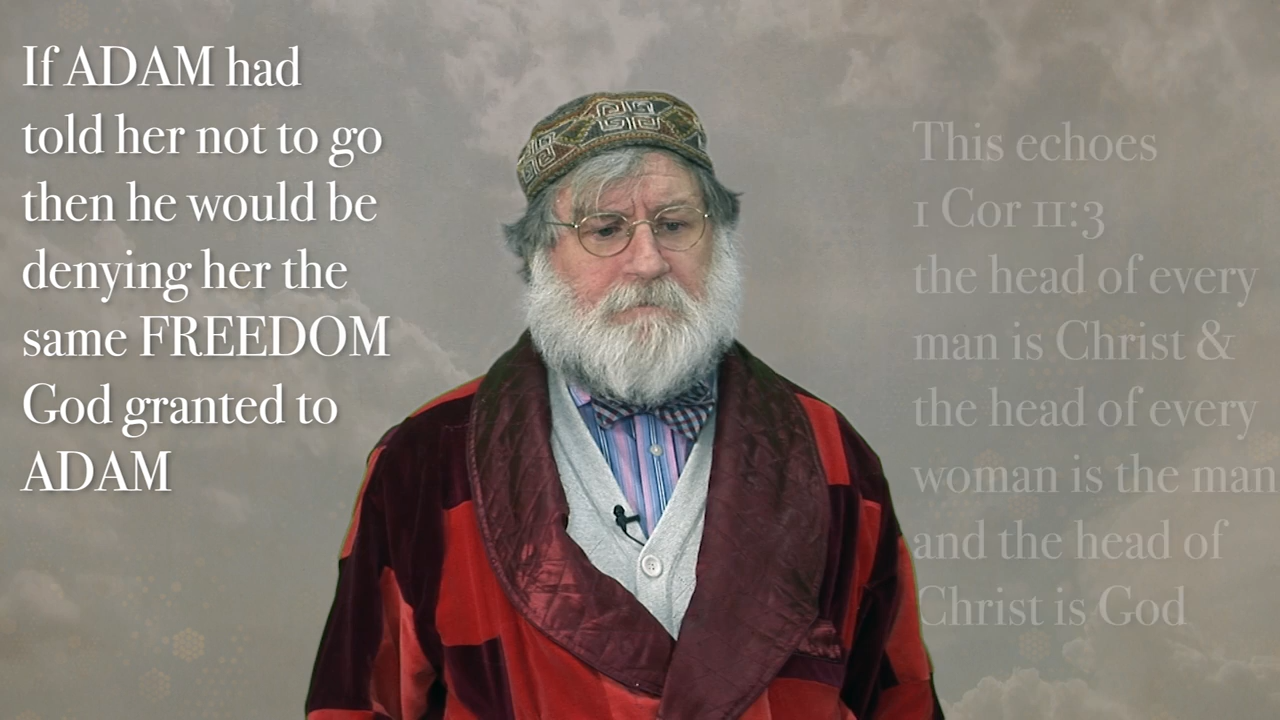 If ADAM had
told her not to go
then he would be
denying her the
same FREEDOM
God granted to
ADAM
This echoes
1 Cor 11:3
the head of every
man is Christ &
the head of every
woman is the man
and the head of
Christ is God